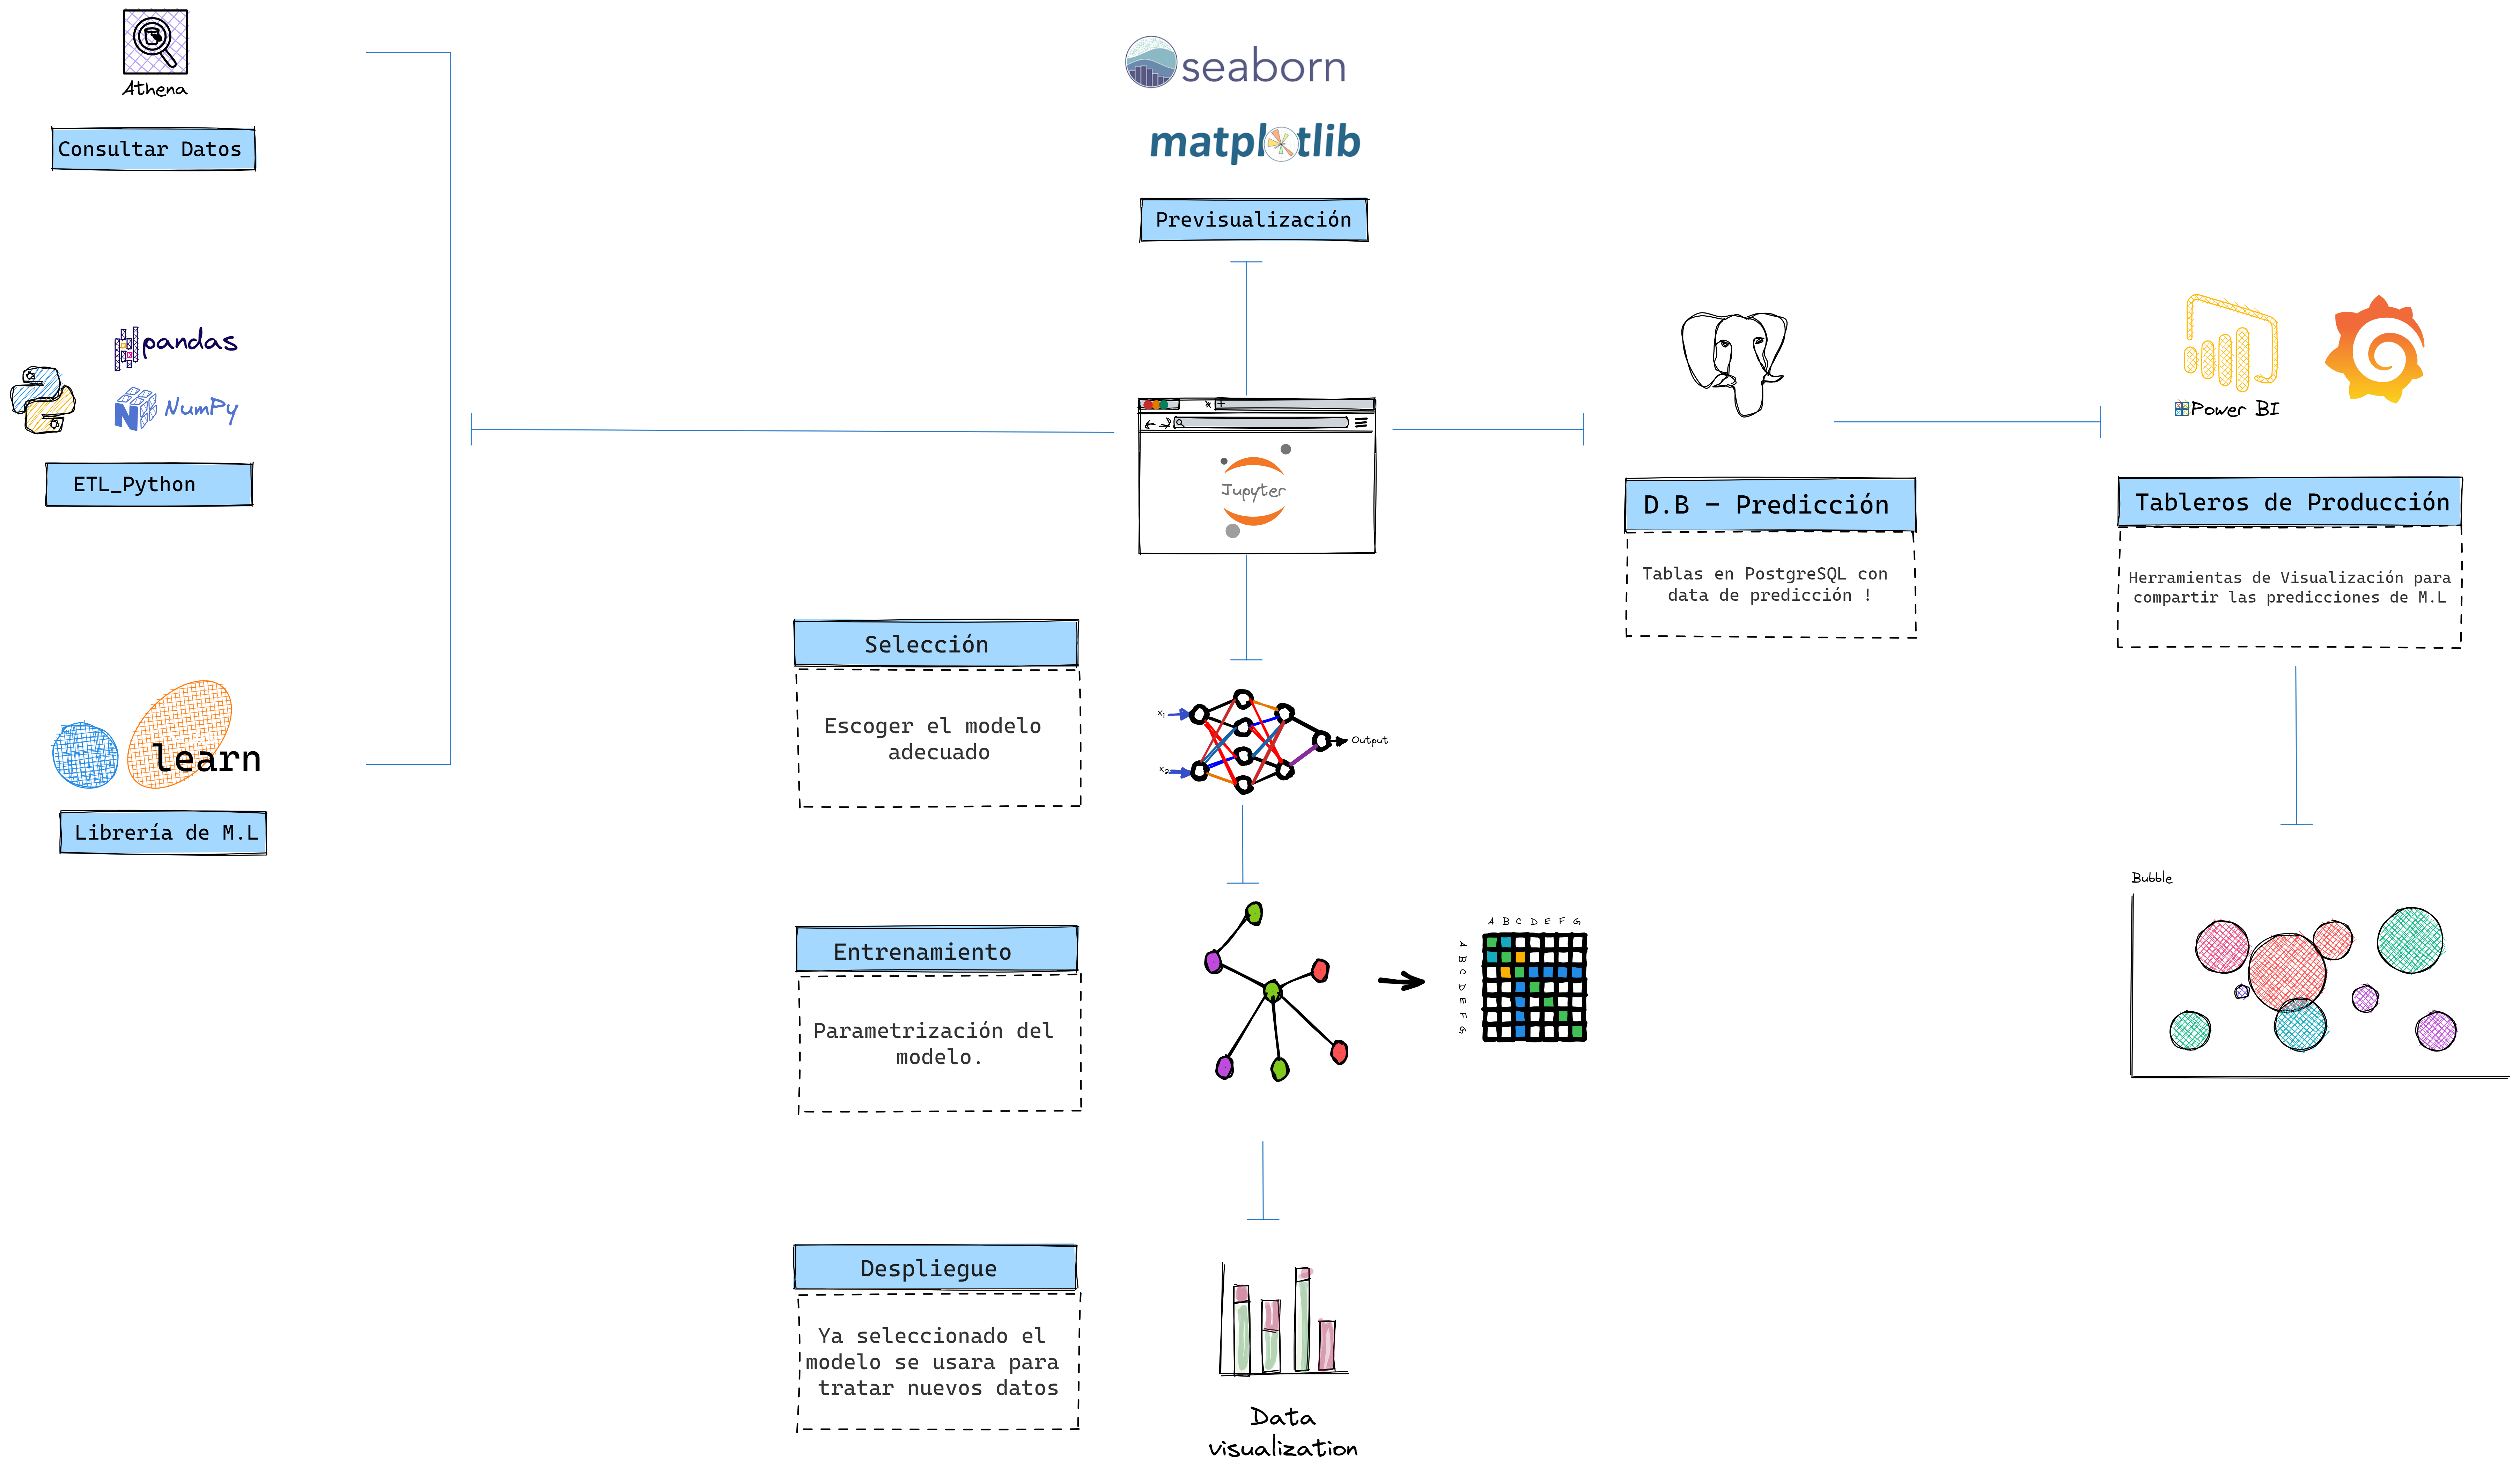 Athena
Consultar Datos
pandas
NumPy
ETL_Python
learn
Librería de M.L
seaborn
matplotlib
Previsualización
Jupyter
Selección
Escoger el modelo
adecuado
x1
x2
Output
Entrenamiento
Parametrización del
modelo.
A B C D E F G
A
B
C
D
E
F
G
Despliegue
Ya seleccionado el
modelo se usara para
tratar nuevos datos
Data
visualization
D.B - Predicción
Tablas en PostgreSQL con
data de predicción !
Power BI
Tableros de Producción
Herramientas de Visualización para
compartir las predicciones de M.L
Bubble